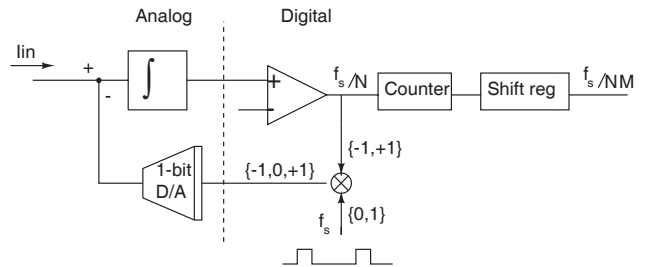 Analog
Digital
Iin
+
-
∫
+
-
fs/N
Counter
Shift reg
fs/NM
{-1,+1}
1-bit
D/A
{-1,0,+1}
fs
{0,1}